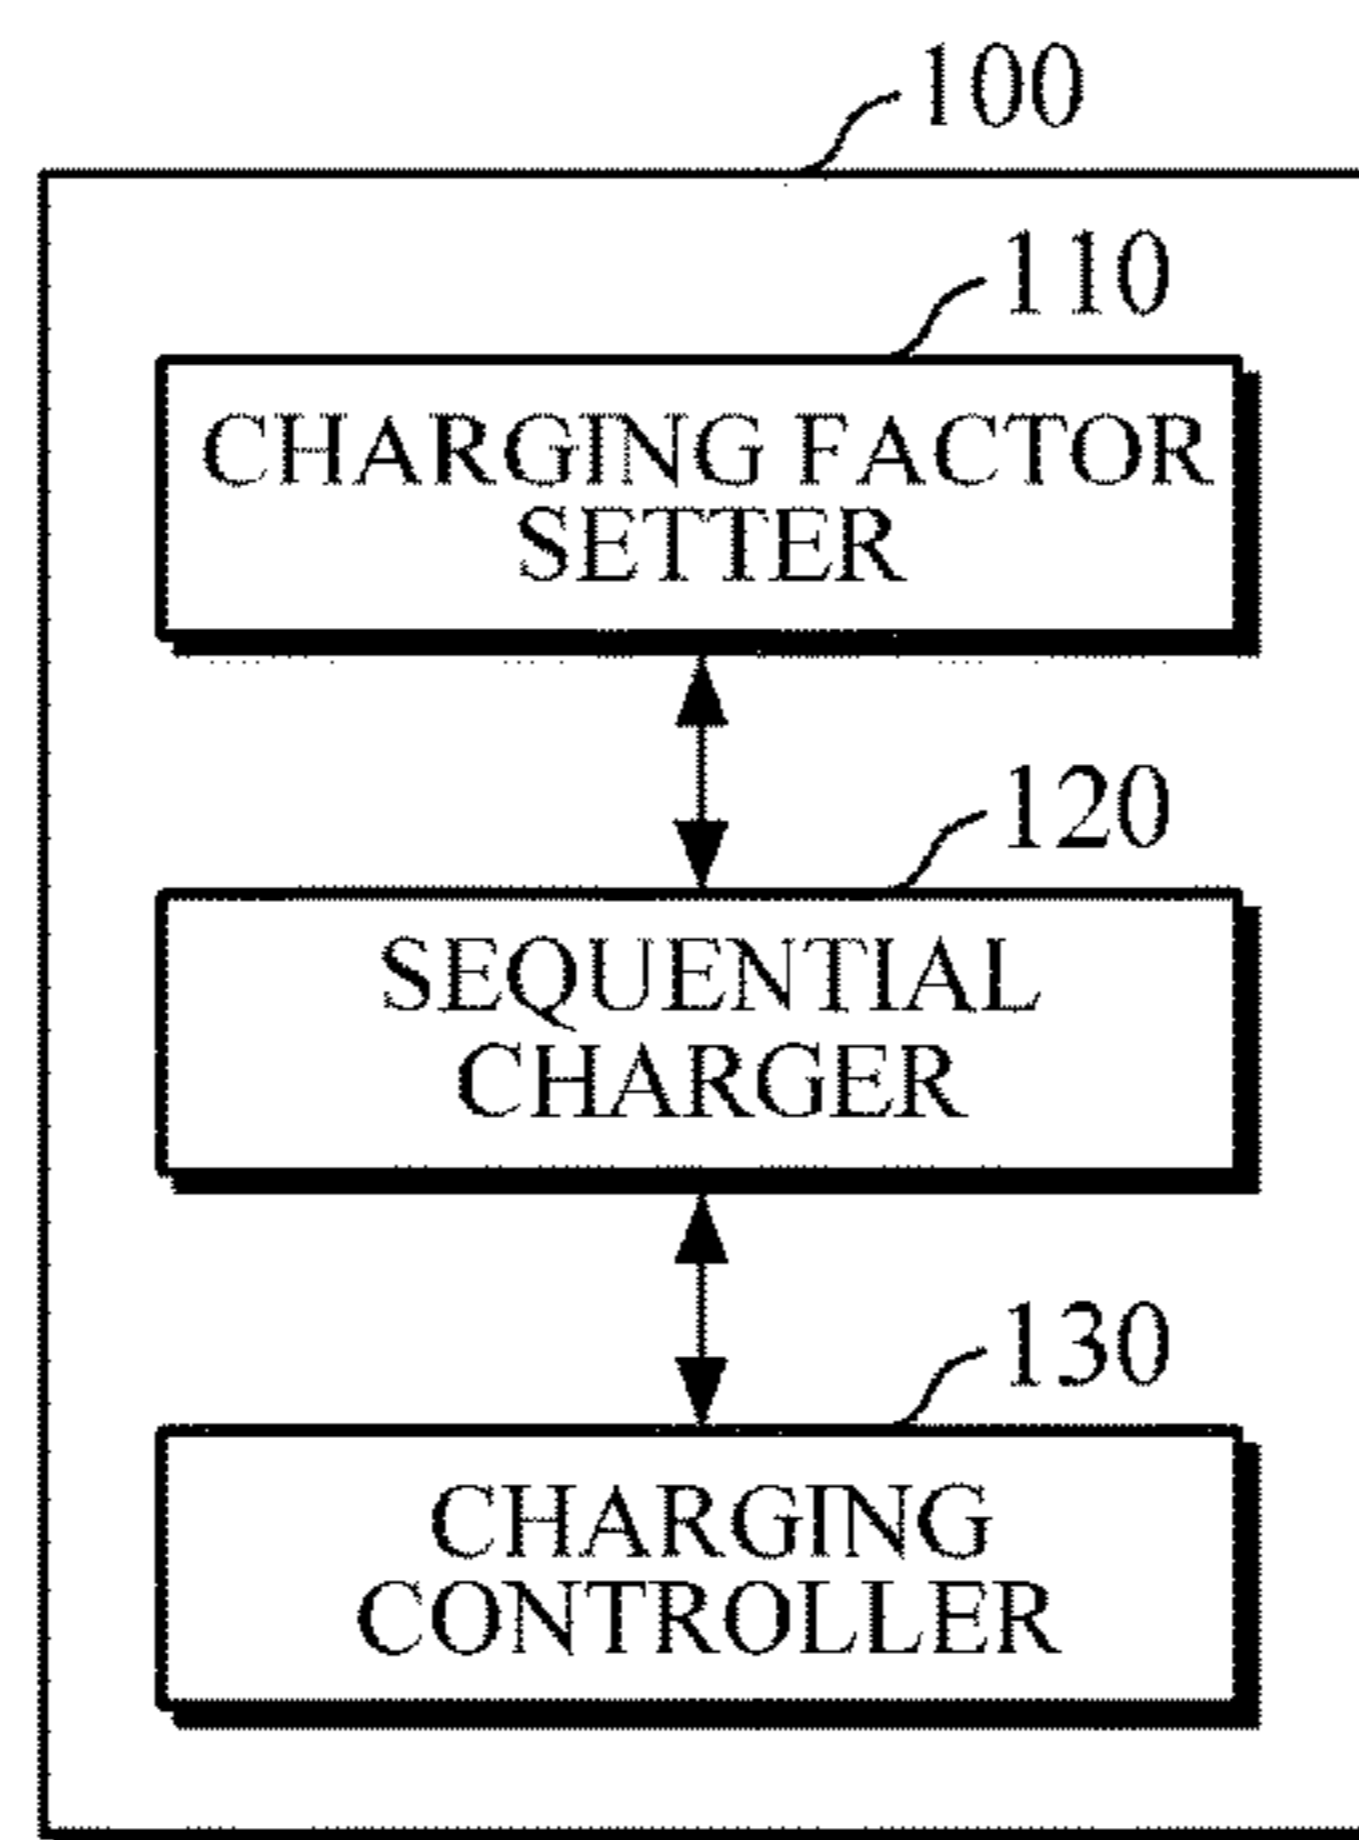 100
110
CHARGING FACTOR
SETTER
120
SEQUENTIAL
CHARGER
130
CHARGING
CONTROLLER